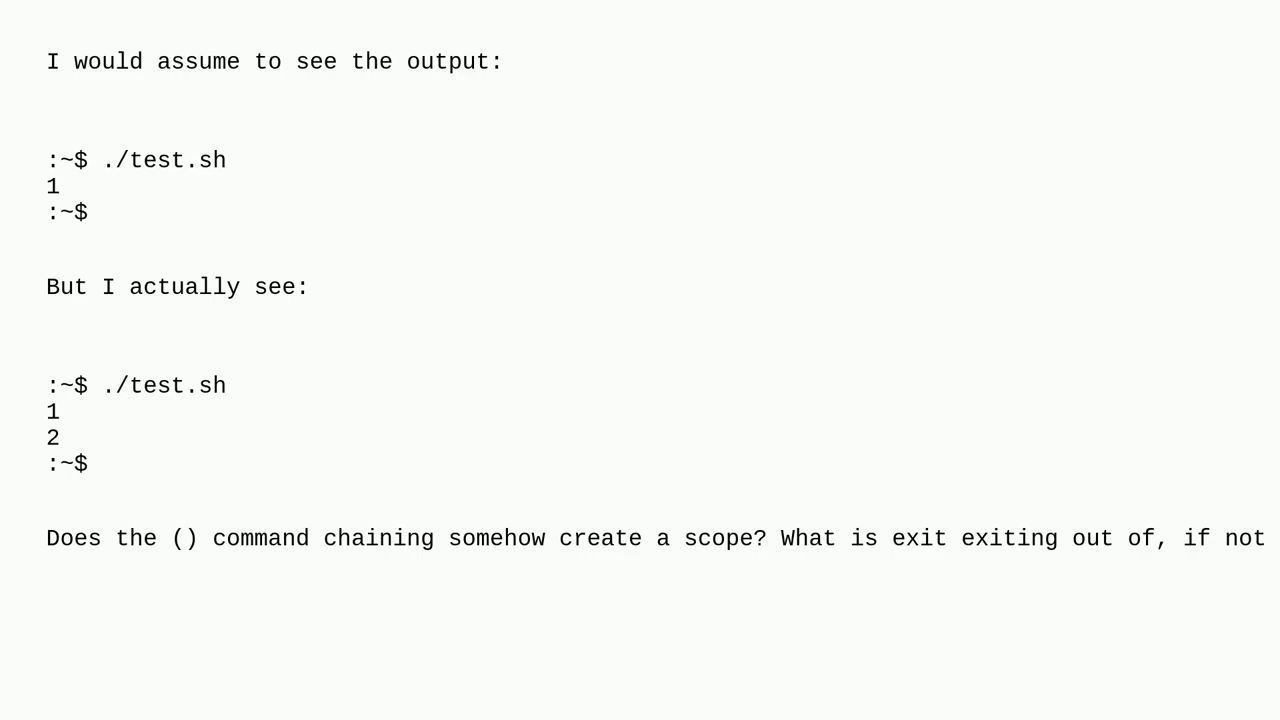 I would assume to see the output:
:~$ ./test.sh
1
:~$
But I actually see:
:~$ ./test.sh
1
2
:~$
Does the () command chaining somehow create a scope? What is exit exiting out of, if not